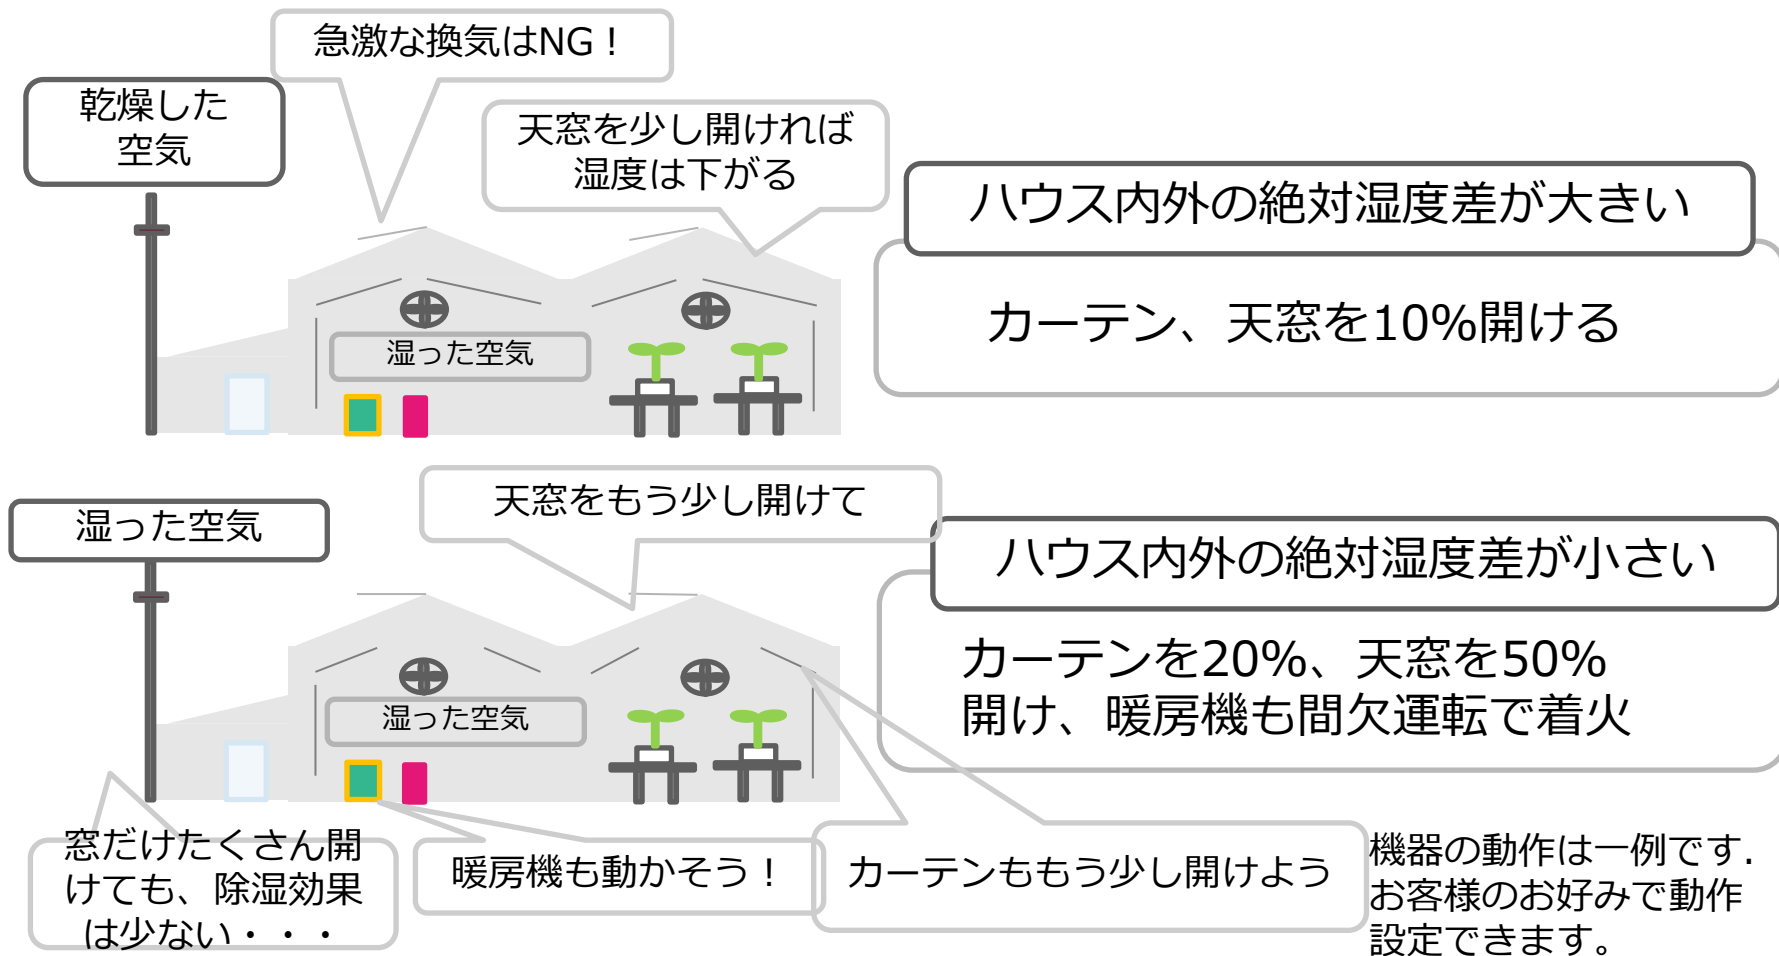 急激な換気はNG！
乾燥した
空気
天窓を少し開ければ
湿度は下がる
ハウス内外の絶対湿度差が大きい
カーテン、天窓を10%開ける
湿った空気
天窓をもう少し開けて
湿った空気
ハウス内外の絶対湿度差が小さい
カーテンを20%、天窓を50%
開け、暖房機も間欠運転で着火
湿った空気
窓だけたくさん開
けても、除湿効果
は少ない・・・
暖房機も動かそう！
カーテンももう少し開けよう
機器の動作は一例です.
お客様のお好みで動作
設定できます。